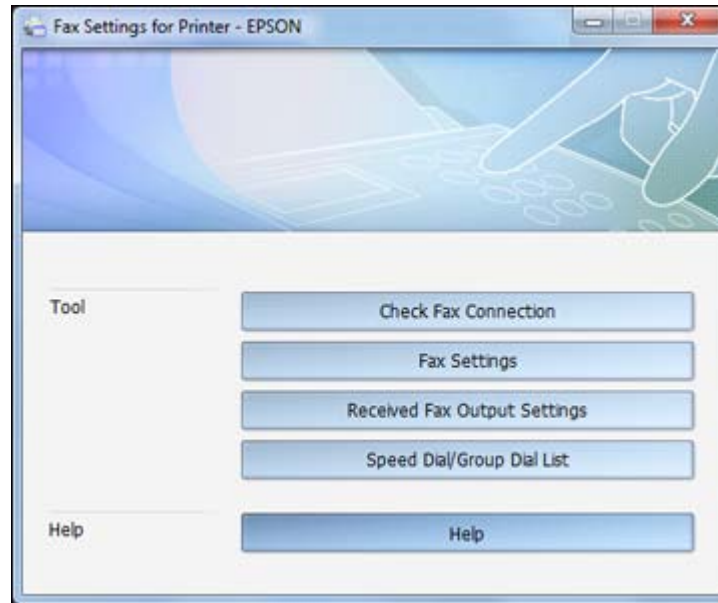 Fax Settings for Printer - EPSON
Tool
Check Fax Connection
Fax Settings
Received Fax Output Settings
Speed Dial/Group Dial List
Help
Help